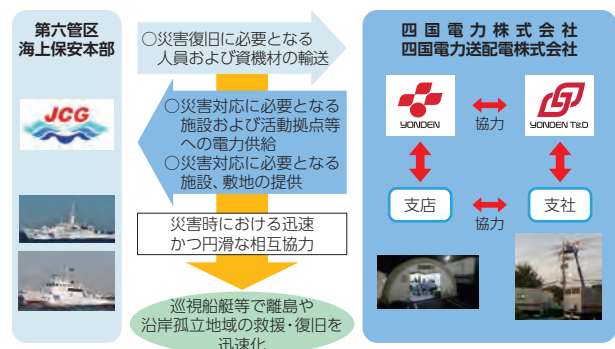 第六管区
海上保安本部
JCG
○災害復旧に必要となる
人員および資機材の輸送
○災害対応に必要となる
施設および活動拠点等
への電力供給
○災害対応に必要となる
施設、敷地の提供
災害時における迅速
かつ円滑な相互協力
巡視船艇等で離島や
沿岸孤立地域の救援・復旧を
迅速化
四国電力株式会社
四国電力送配電株式会社
YONDEN
協力
YONDEN T&D
支店
協力
支社